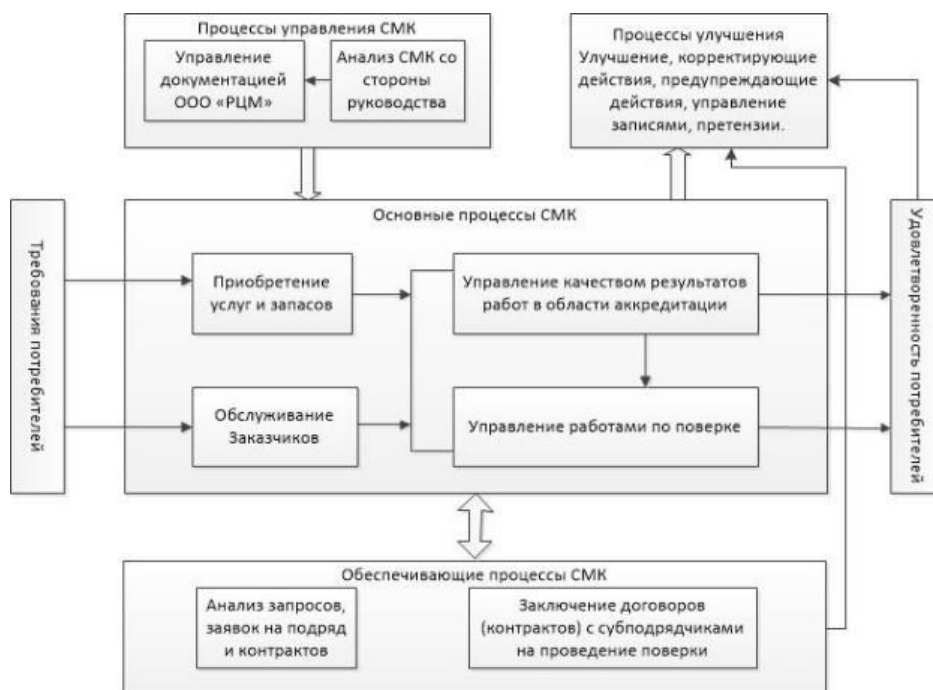 Процессы управления СМК
Управление
документацией
ООО «РЦМ»
Анализ СМК со
стороны
руководства
Процессы улучшения
Улучшение, корректирующие
действия, предупреждающие
действия, управление
записями, претензии.
Требования потребителей
Основные процессы СМК
Приобретение
услуг и запасов
Управление качеством результатов
работ в области аккредитации
Обслуживание
Заказчиков
Управление работами по поверке
Удовлетворенность потребителей
Обеспечивающие процессы СМК
Анализ запросов,
заявок на подряд
и контрактов
Заключение договоров
(контрактов) с субподрядчиками
на проведение поверки